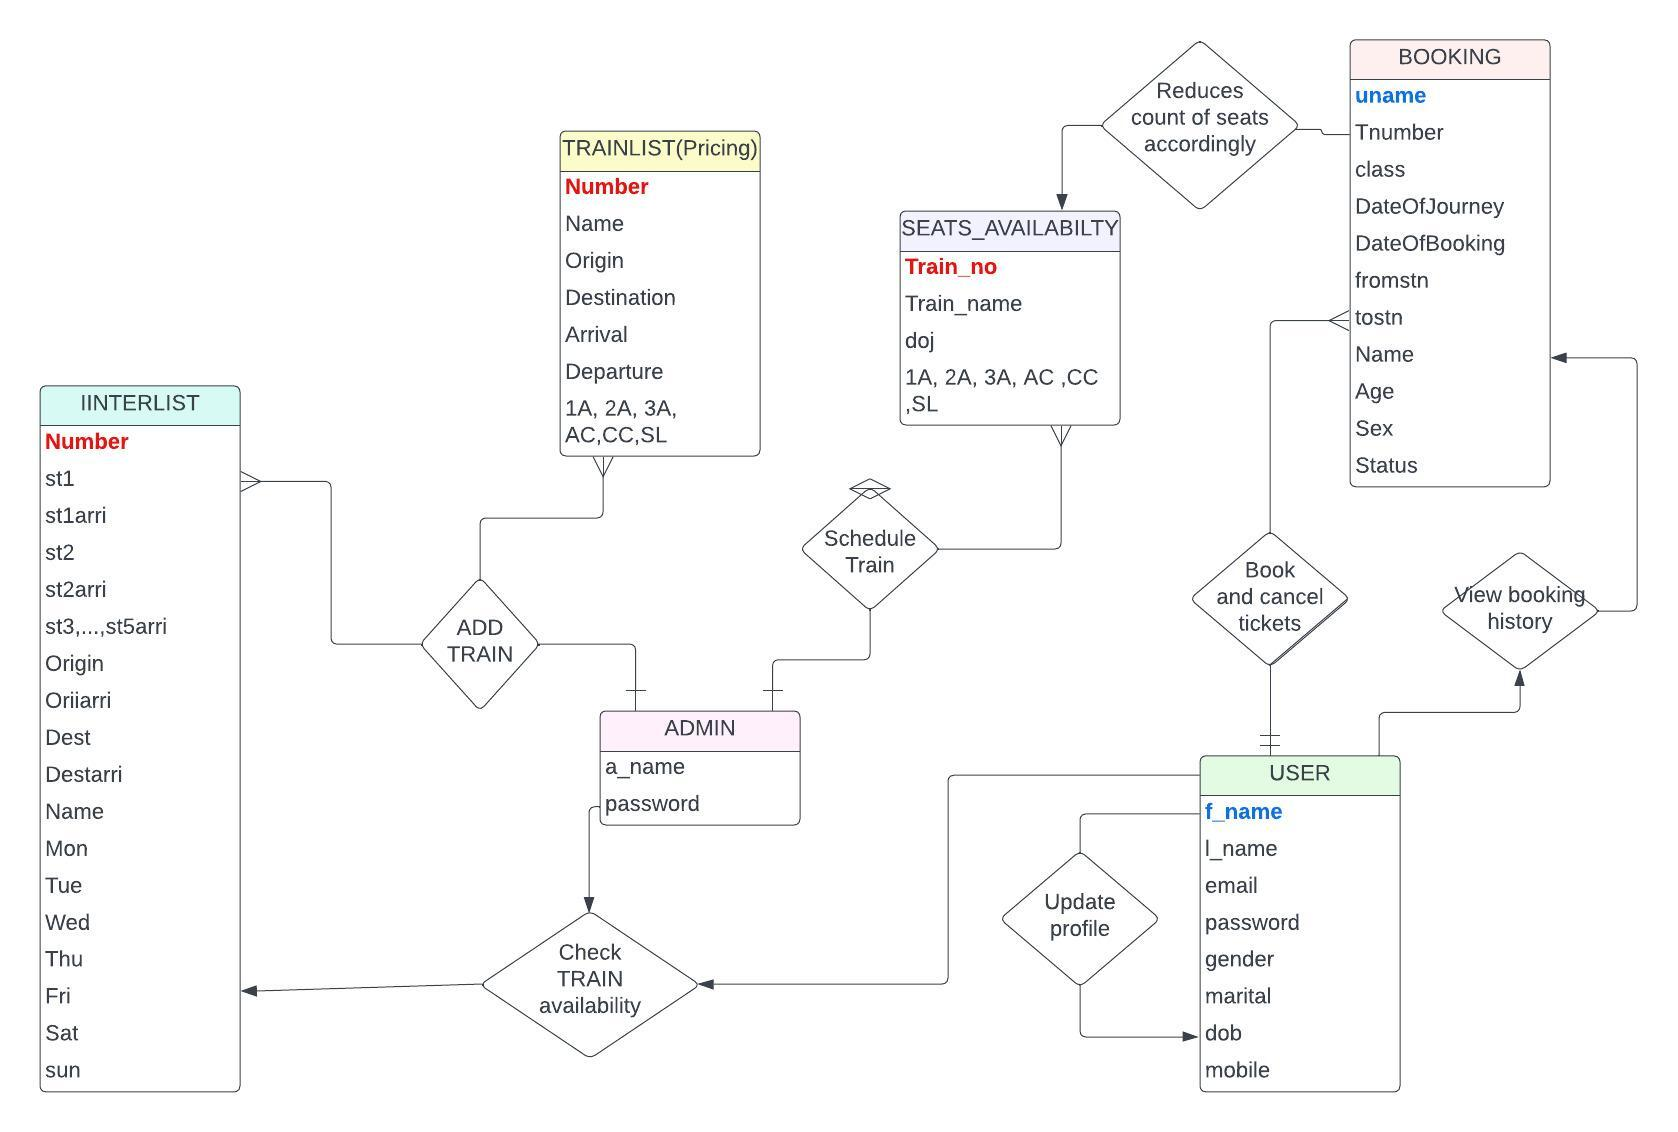 BOOKING
uname
Tnumber
class
DateOfJourney
DateOfBooking
fromstn
tostn
Name
Age
Sex
Status
Reduces
count of seats
accordingly
TRAINLIST(Pricing)
Number
Name
Origin
Destination
Arrival
Departure
1A, 2A, 3A,
AC,CC,SL
SEATS_AVAILABILTY
Train_no
Train_name
doj
1A, 2A, 3A, AC ,CC
,SL
IINTERLIST
Number
st1
st1arri
st2
st2arri
st3,...,st5arri
Origin
Oriiarri
Dest
Destarri
Name
Mon
Tue
Wed
Thu
Fri
Sat
sun
Schedule
Train
Book
and cancel
tickets
View booking
history
ADD
TRAIN
ADMIN
a_name
password
USER
f_name
l_name
email
password
gender
marital
dob
mobile
Update
profile
Check
TRAIN
availability